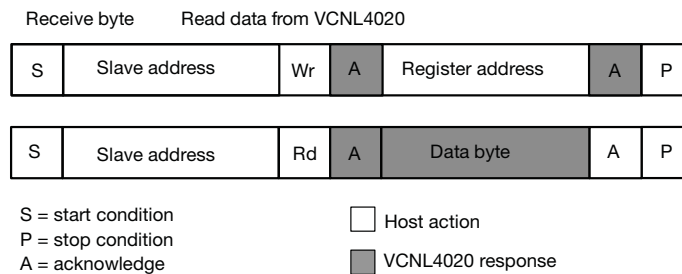 Receive byte Read data from VCNL4020
S Slave address Wr A Register address A P
S Slave address Rd A Data byte A P
S = start condition
P = stop condition
A = acknowledge
Host action
VCNL4020 response